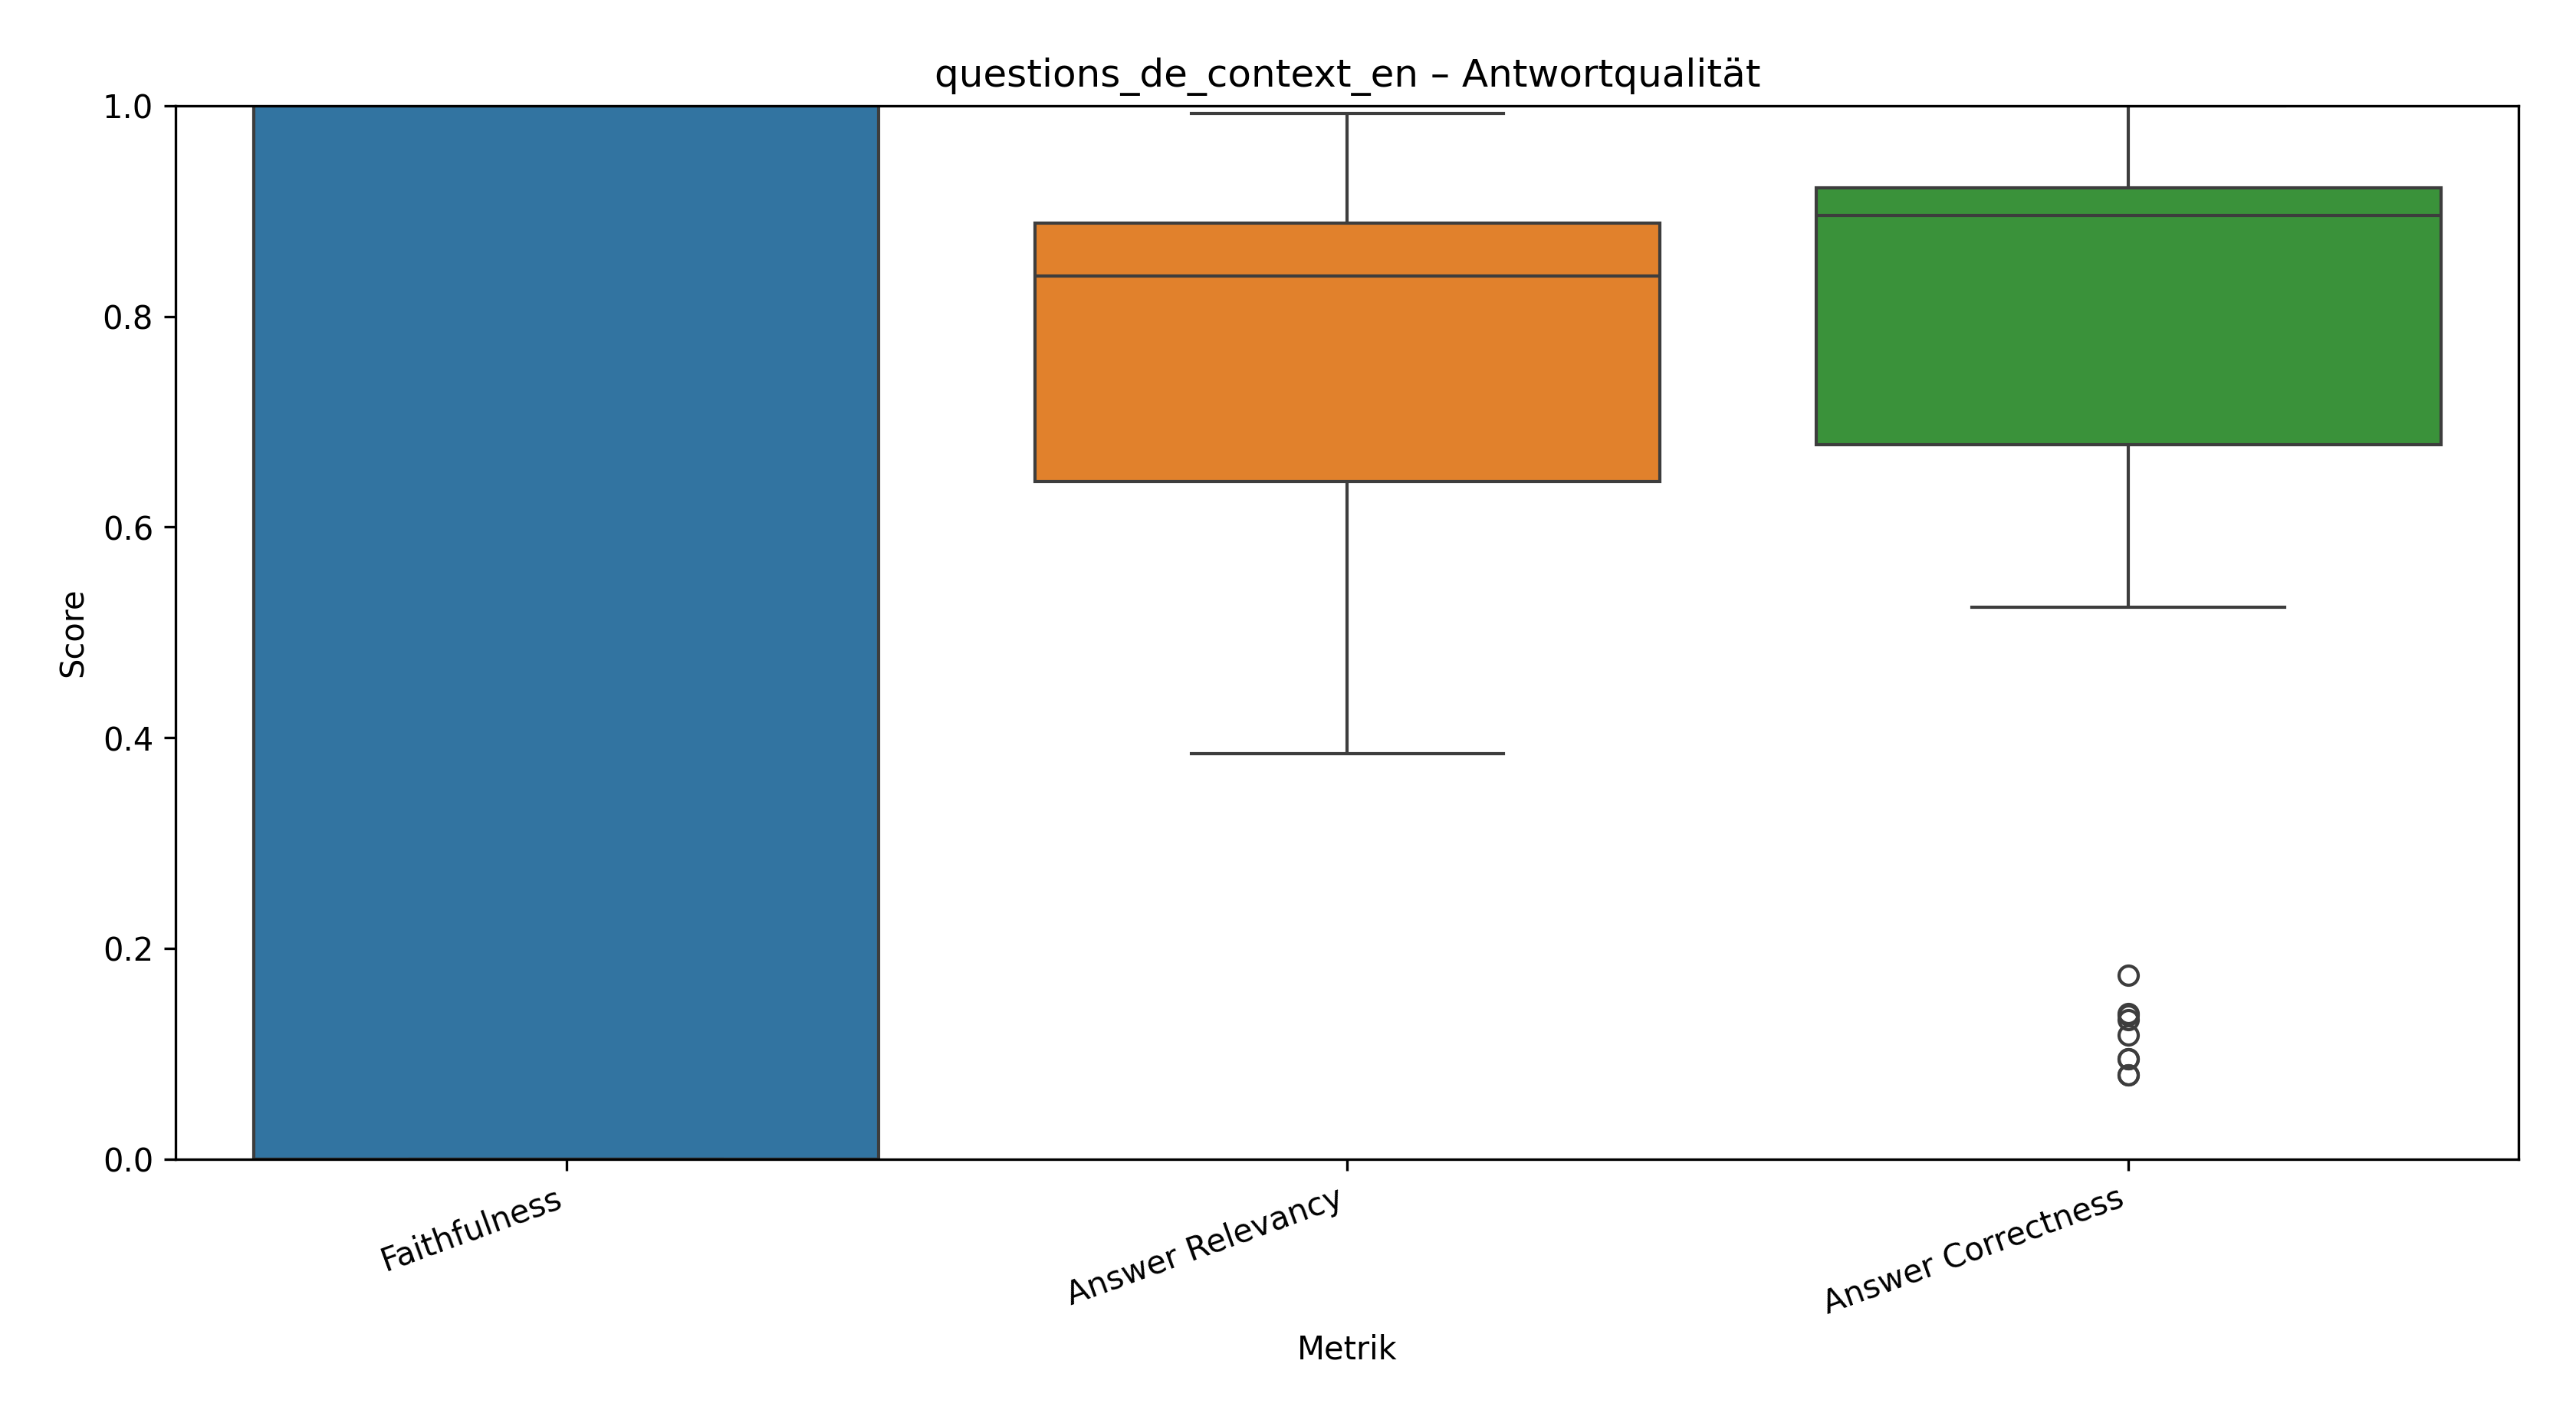 questions_de_context_en – Antwortqualität
Score
1.0
0.8
0.6
0.4
0.2
0.0
Faithfulness
Answer Relevancy
Answer Correctness
Metrik